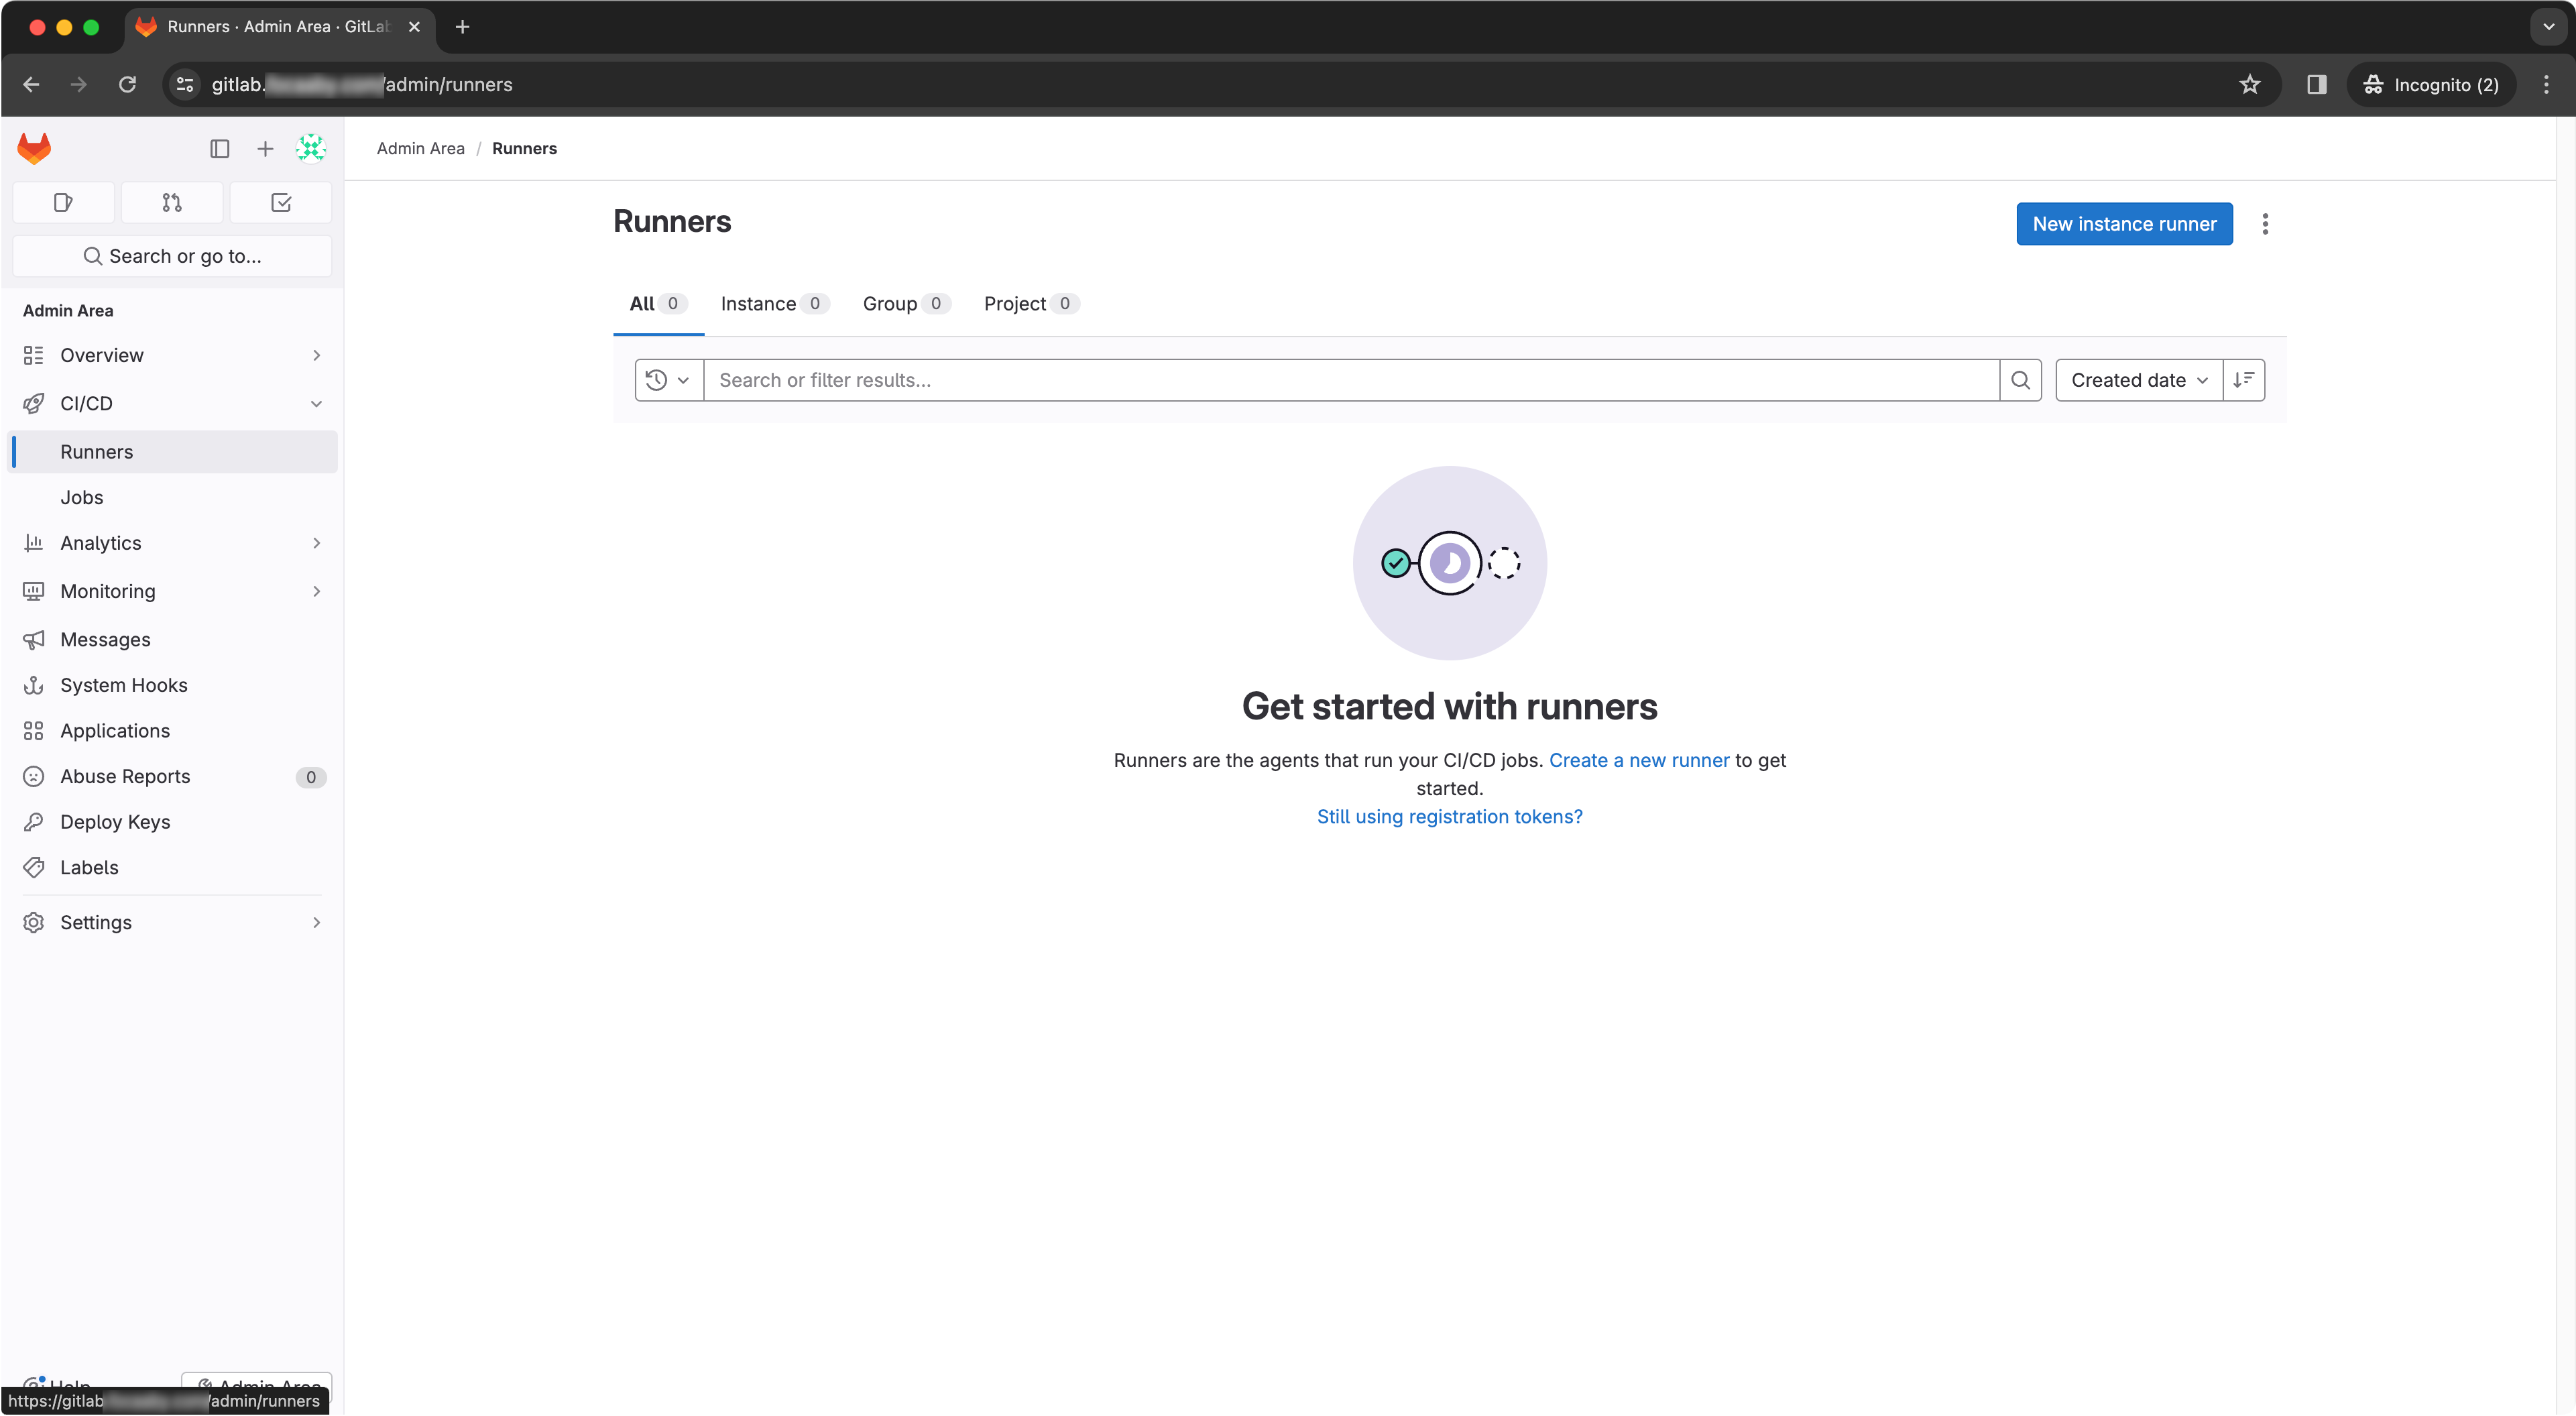 Runners · Admin Area · GitLab
gitlab. /admin/runners
Incognito (2)
Admin Area / Runners
Search or go to...
Admin Area
Overview
CI/CD
Runners
Jobs
Analytics
Monitoring
Messages
System Hooks
Applications
Abuse Reports 0
Deploy Keys
Labels
Settings
Help
Admin Area
https://gitlab /admin/runners
Runners
New instance runner
All 0 Instance 0 Group 0 Project 0
Search or filter results...
Created date
Get started with runners
Runners are the agents that run your CI/CD jobs. Create a new runner to get
started.
Still using registration tokens?